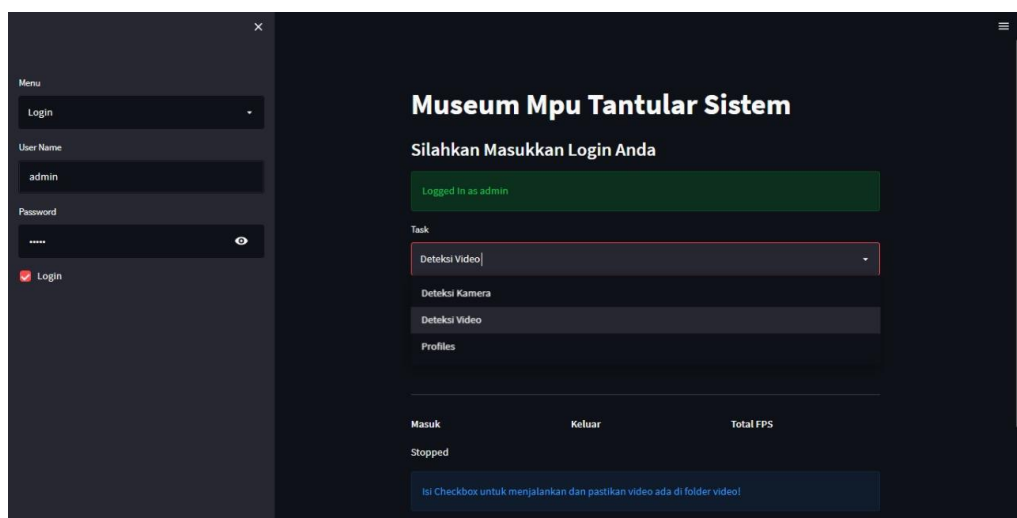 Menu
Login
User Name
admin
Password
•••••
Login
Museum Mpu Tantular Sistem
Silahkan Masukkan Login Anda
Logged In as admin
Task
Deteksi Video
Deteksi Kamera
Deteksi Video
Profiles
Masuk Keluar Total FPS
Stopped
Isi Checkbox untuk menjalankan dan pastikan video ada di folder video!